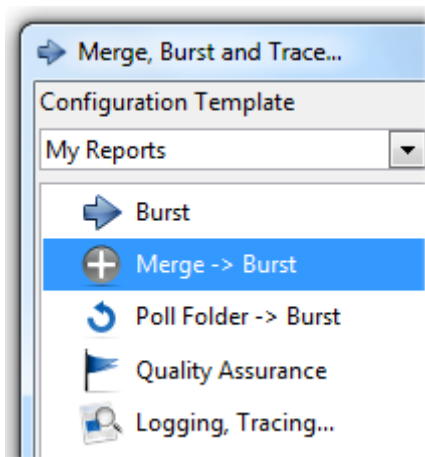 Merge, Burst and Trace...
Configuration Template
My Reports
Burst
Merge -> Burst
Poll Folder -> Burst
Quality Assurance
Logging, Tracing...